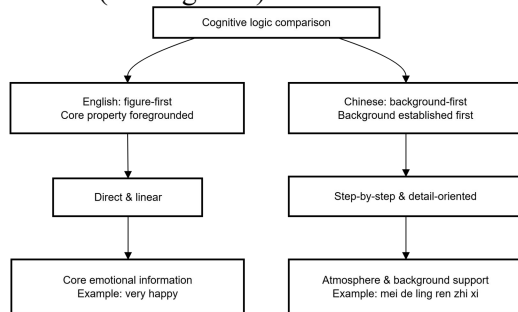 Cognitive logic comparison
English: figure-first
Core property foregrounded
Chinese: background-first
Background established first
Direct & linear
Step-by-step & detail-oriented
Core emotional information
Example: very happy
Atmosphere & background support
Example: mei de ling ren zhi xi